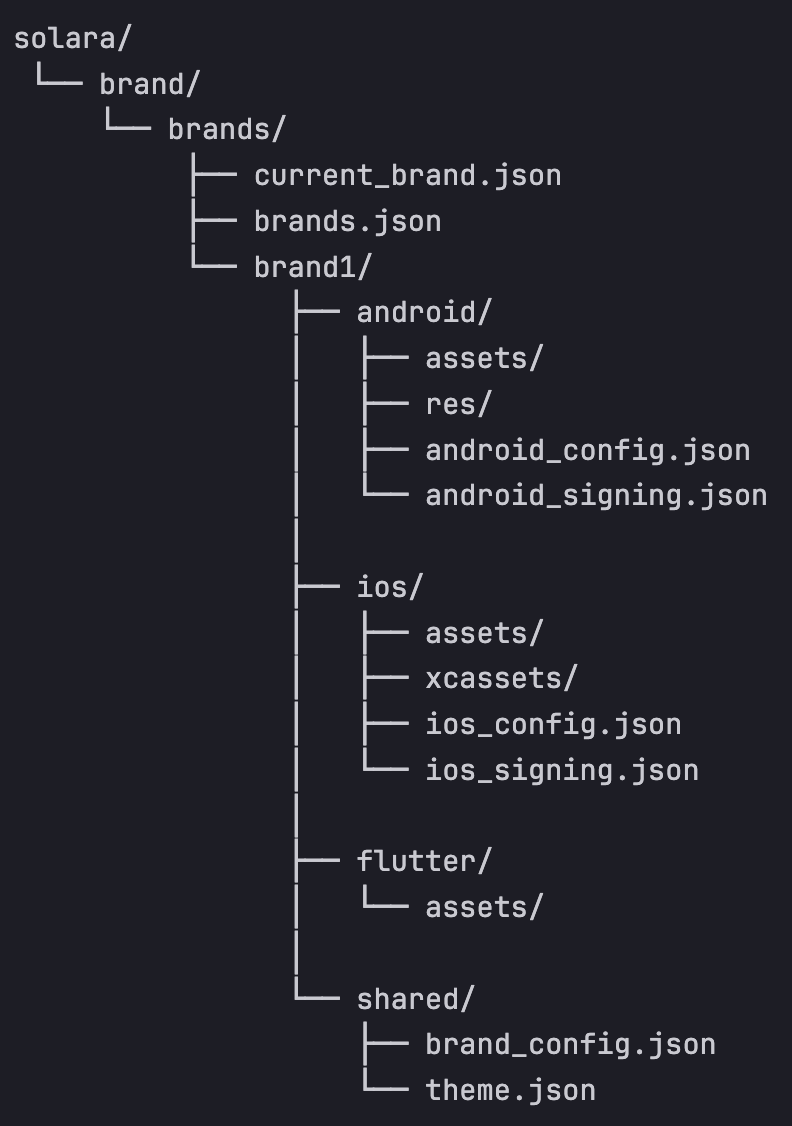 solara/
└── brand/
└── brands/
├── current_brand.json
├── brands.json
└── brand1/
├── android/
│ ├── assets/
│ ├── res/
│ ├── android_config.json
│ └── android_signing.json
│
├── ios/
│ ├── assets/
│ ├── xcassets/
│ ├── ios_config.json
│ └── ios_signing.json
│
├── flutter/
│ └── assets/
│
└── shared/
├── brand_config.json
└── theme.json